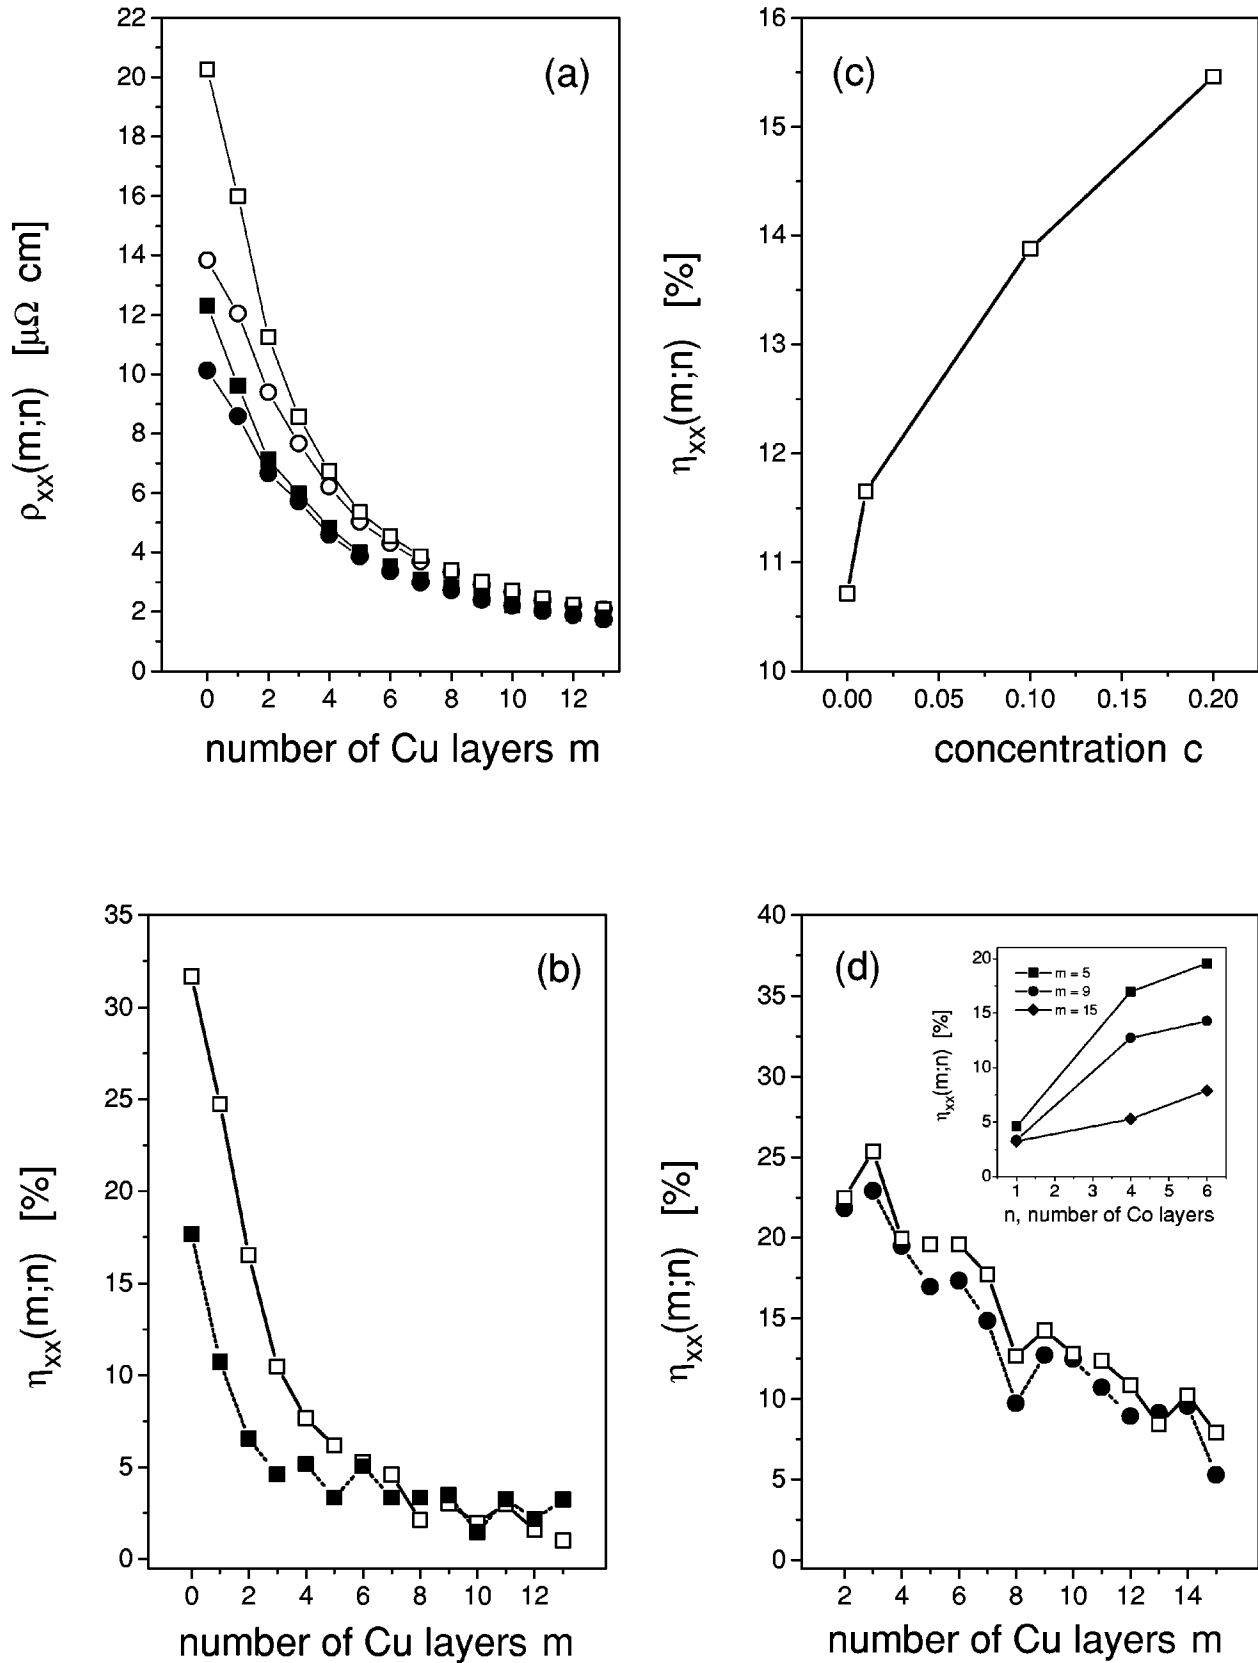 22
20
18
16
14
12
10
8
6
4
2
0
(a)
ρxx(m;n) [μΩ cm]
0 2 4 6 8 10 12
number of Cu layers m
16
15
14
13
12
11
10
(c)
ηxx(m;n) [%]
0.00 0.05 0.10 0.15 0.20
concentration c
35
30
25
20
15
10
5
0
(b)
ηxx(m;n) [%]
0 2 4 6 8 10 12
number of Cu layers m
40
35
30
25
20
15
10
5
0
(d)
ηxx(m;n) [%]
20
15
10
5
0
m = 5
m = 9
m = 15
ηxx(m;n) [%]
1 2 3 4 5 6
n, number of Co layers
2 4 6 8 10 12 14
number of Cu layers m